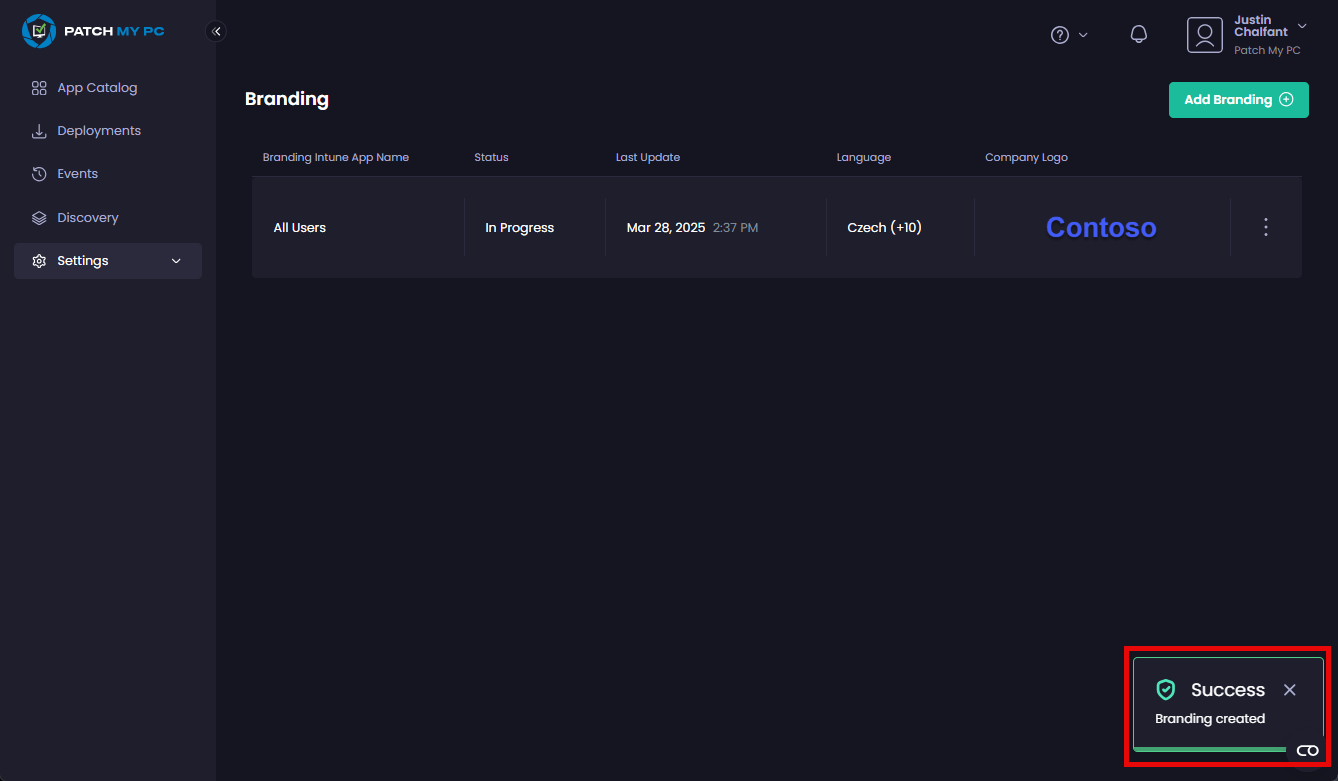 PATCH MY PC
Justin
Chalfant
Patch My PC
App Catalog
Deployments
Events
Discovery
Settings
Branding
Add Branding
Branding Intune App Name Status Last Update Language Company Logo
All Users In Progress Mar 28, 2025 2:37 PM Czech (+10) Contoso
Success
Branding created